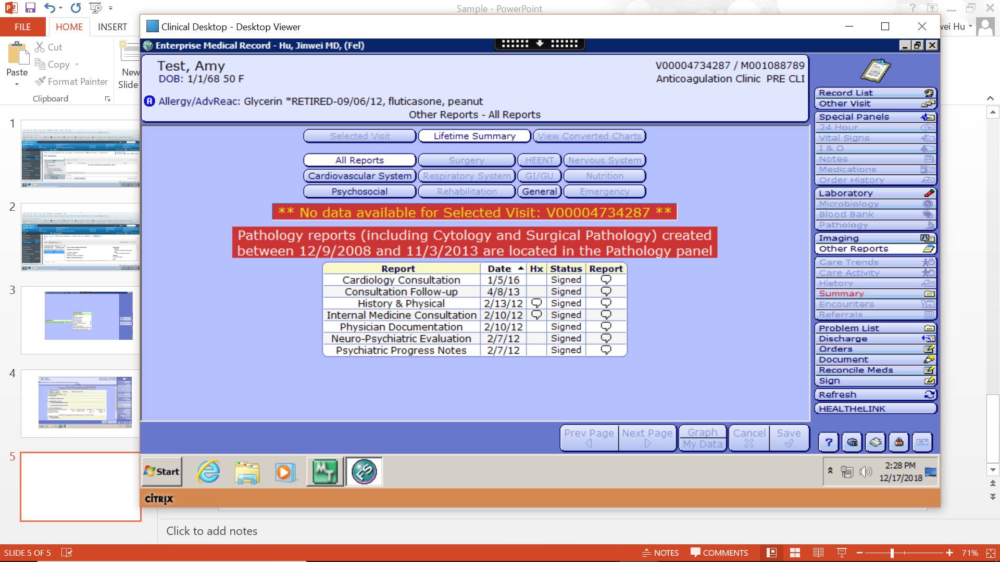 Sample - PowerPoint
FILE
HOME
INSERT
wei Hu
Paste
Cut
Copy
Format Painter
Clipboard
New
Slide
1
2
3
4
5
Clinical Desktop - Desktop Viewer
Enterprise Medical Record - Hu, Jinwei MD, (Fel)
Test, Amy
DOB: 1/1/68 50 F
V00004734287 / M001088789
Anticoagulation Clinic PRE CLI
A Allergy/AdvReac: Glycerin *RETIRED-09/06/12, fluticasone, peanut
Other Reports - All Reports
Selected Visit Lifetime Summary View Converted Charts
All Reports Surgery HEENT Nervous System
Cardiovascular System Respiratory System GI/GU Nutrition
Psychosocial Rehabilitation General Emergency
** No data available for Selected Visit: V00004734287 **
Pathology reports (including Cytology and Surgical Pathology) created
between 12/9/2008 and 11/3/2013 are located in the Pathology panel
Report Date Hx Status Report
Cardiology Consultation 1/5/16 Signed
Consultation Follow-up 4/8/13 Signed
History & Physical 2/13/12 Signed
Internal Medicine Consultation 2/10/12 Signed
Physician Documentation 2/10/12 Signed
Neuro-Psychiatric Evaluation 2/7/12 Signed
Psychiatric Progress Notes 2/7/12 Signed
Record List
Other Visit
Special Panels
24 Hour
Vital Signs
I & O
Notes
Medications
Order History
Laboratory
Microbiology
Blood Bank
Pathology
Imaging
Other Reports
Care Trends
Care Activity
History
Summary
Encounters
Referrals
Problem List
Discharge
Orders
Document
Reconcile Meds
Sign
Refresh
HEALTHeLINK
Prev Page Next Page Graph My Data Cancel Save
Start
MT
FS
2:28 PM
12/17/2018
CITRIX
Click to add notes
SLIDE 5 OF 5
NOTES
COMMENTS
71%